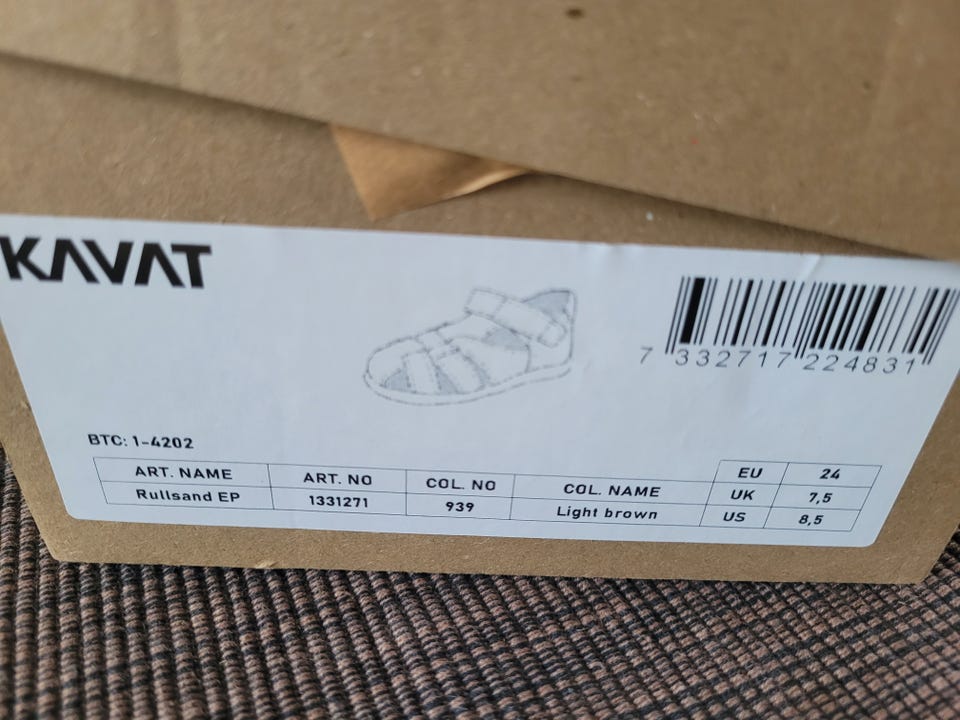 KAVAT
7 332717 224831
BTC: 1-4202
ART. NAME ART. NO COL. NO COL. NAME EU 24
Rullsand EP 1331271 939 Light brown UK 7,5
US 8,5